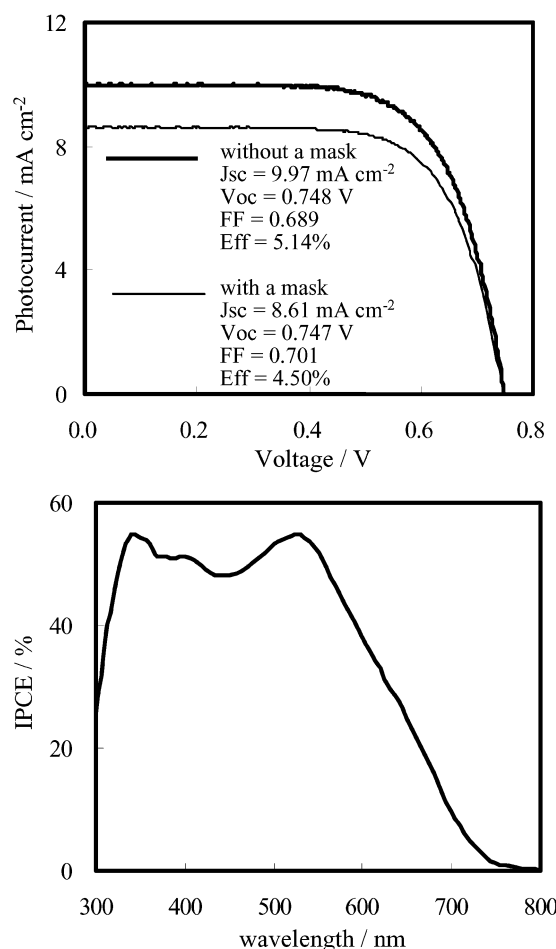 12
8
4
0
Photocurrent / mA cm⁻²
without a mask
Jsc = 9.97 mA cm⁻²
Voc = 0.748 V
FF = 0.689
Eff = 5.14%
with a mask
Jsc = 8.61 mA cm⁻²
Voc = 0.747 V
FF = 0.701
Eff = 4.50%
0.0 0.2 0.4 0.6 0.8
Voltage / V
60
40
20
0
IPCE / %
300 400 500 600 700 800
wavelength / nm